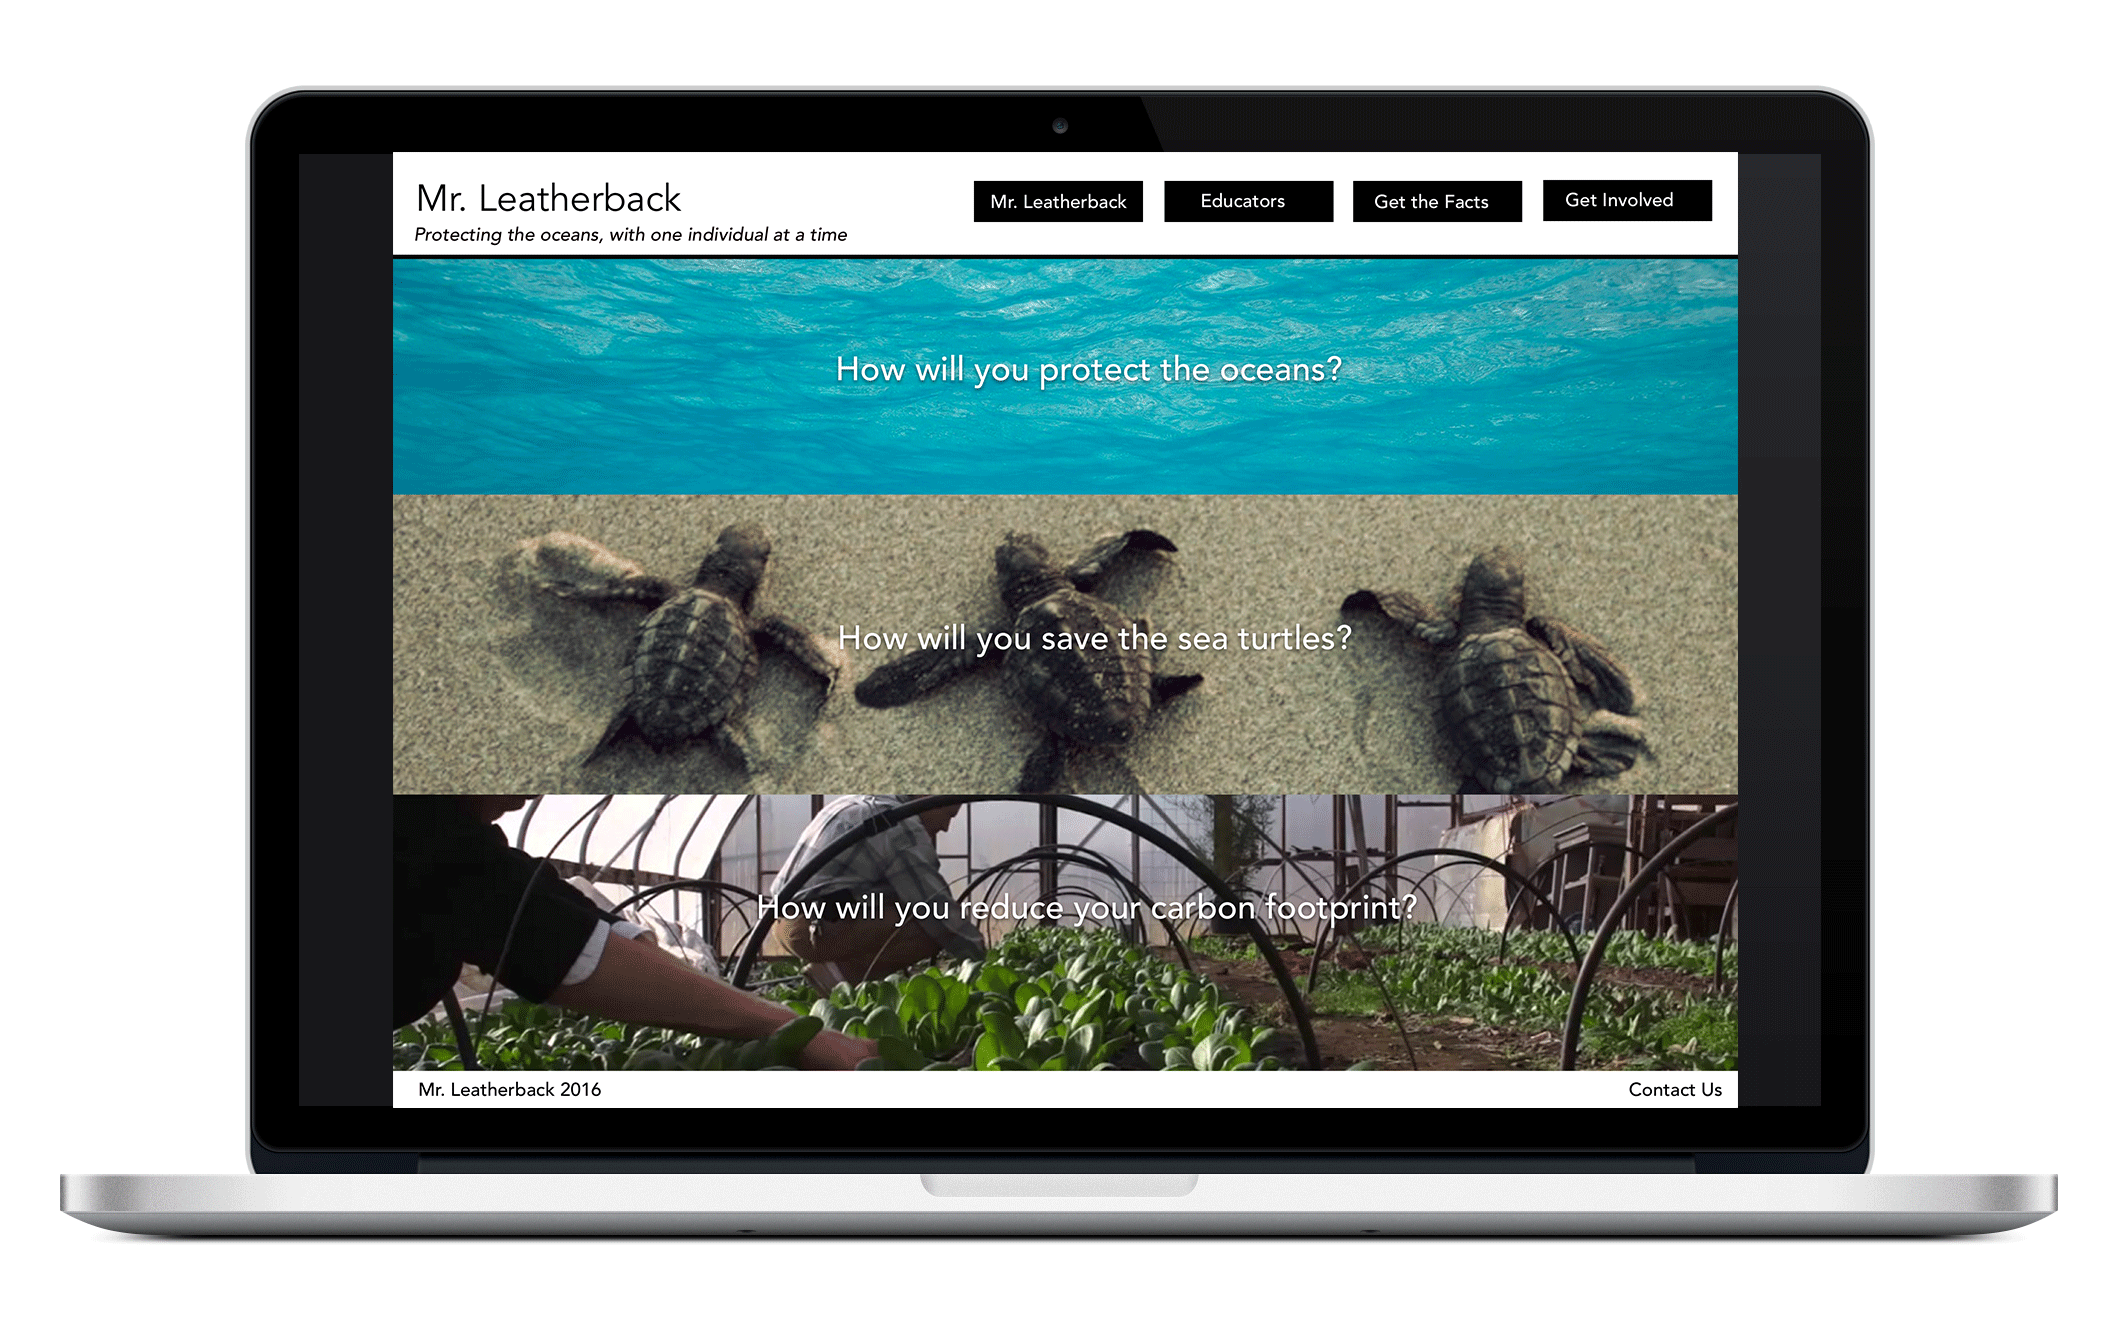 Mr. Leatherback
Protecting the oceans, with one individual at a time
Mr. Leatherback
Educators
Get the Facts
Get Involved
How will you protect the oceans?
How will you save the sea turtles?
How will you reduce your carbon footprint?
Mr. Leatherback 2016
Contact Us